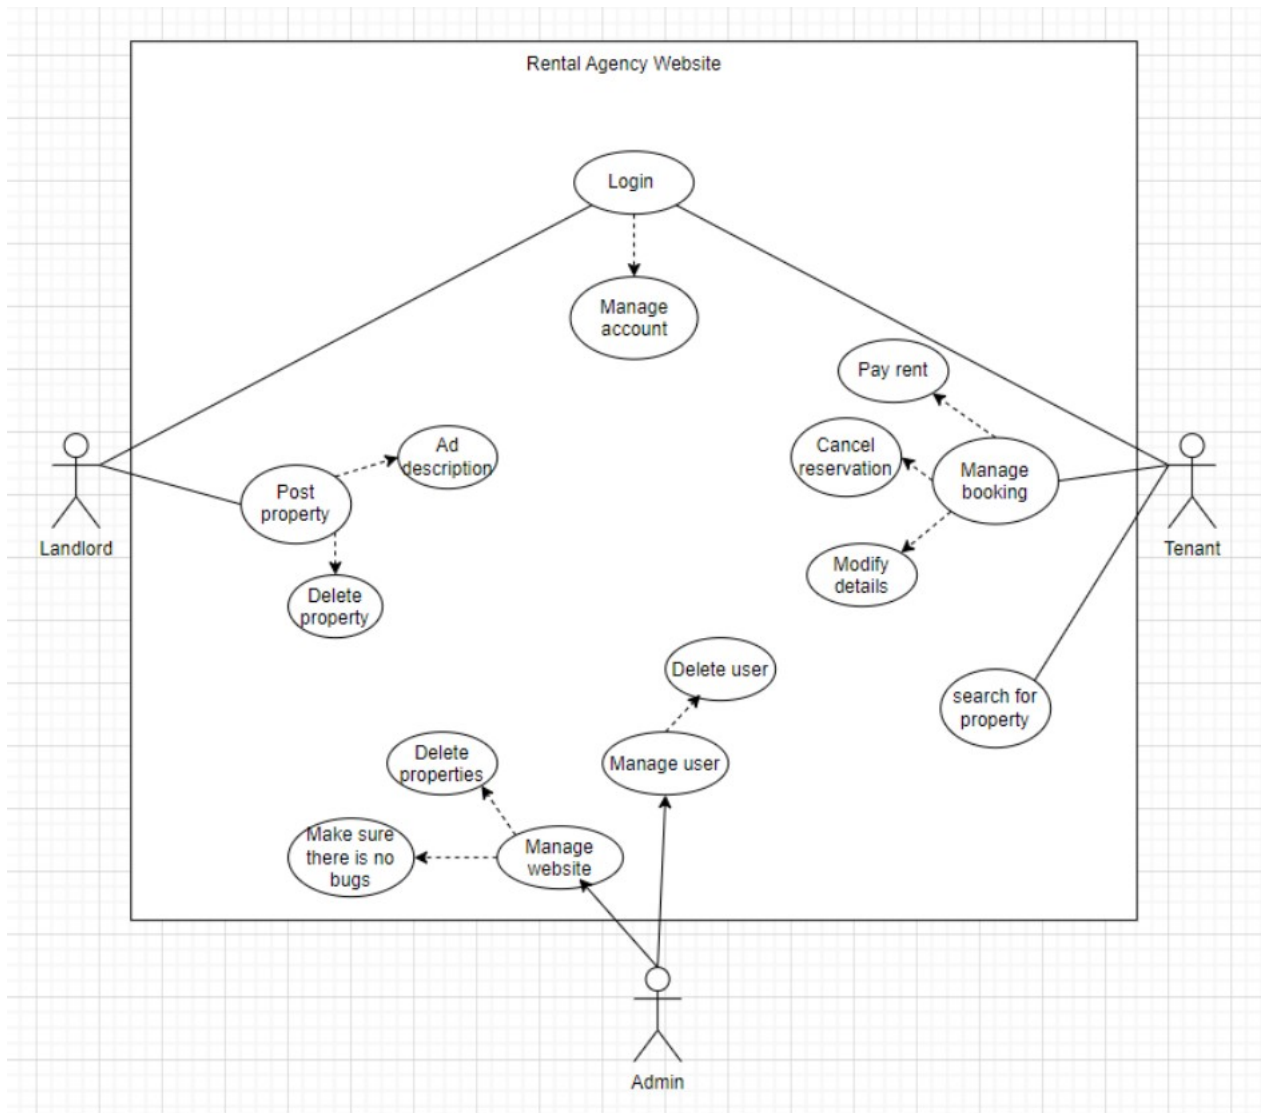 Rental Agency Website
Login
Manage
account
Pay rent
Ad
description
Cancel
reservation
Manage
booking
Post
property
Landlord
Tenant
Modify
details
Delete
property
Delete user
search for
property
Delete
properties
Manage user
Make sure
there is no
bugs
Manage
website
Admin